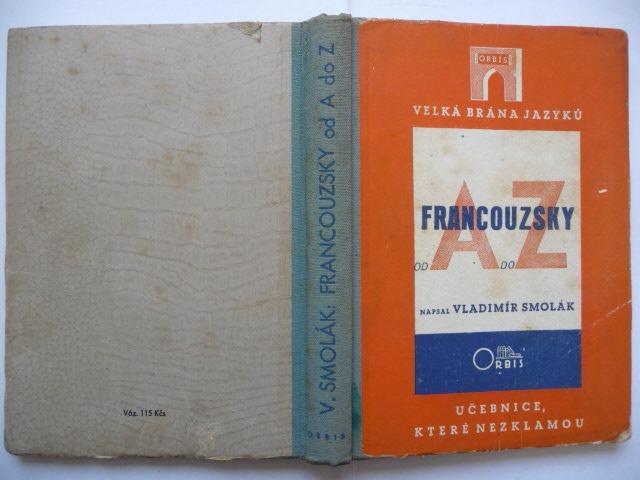 Váz. 115 Kčs
V. SMOLÁK: FRANCOUZSKY od A do Z
ORBIS
ORBIS
VELKÁ BRÁNA JAZYKŮ
FRANCOUZSKY
OD A DO Z
NAPSAL VLADIMÍR SMOLÁK
ORBIS
UČEBNICE,
KTERÉ NEZKLAMOU